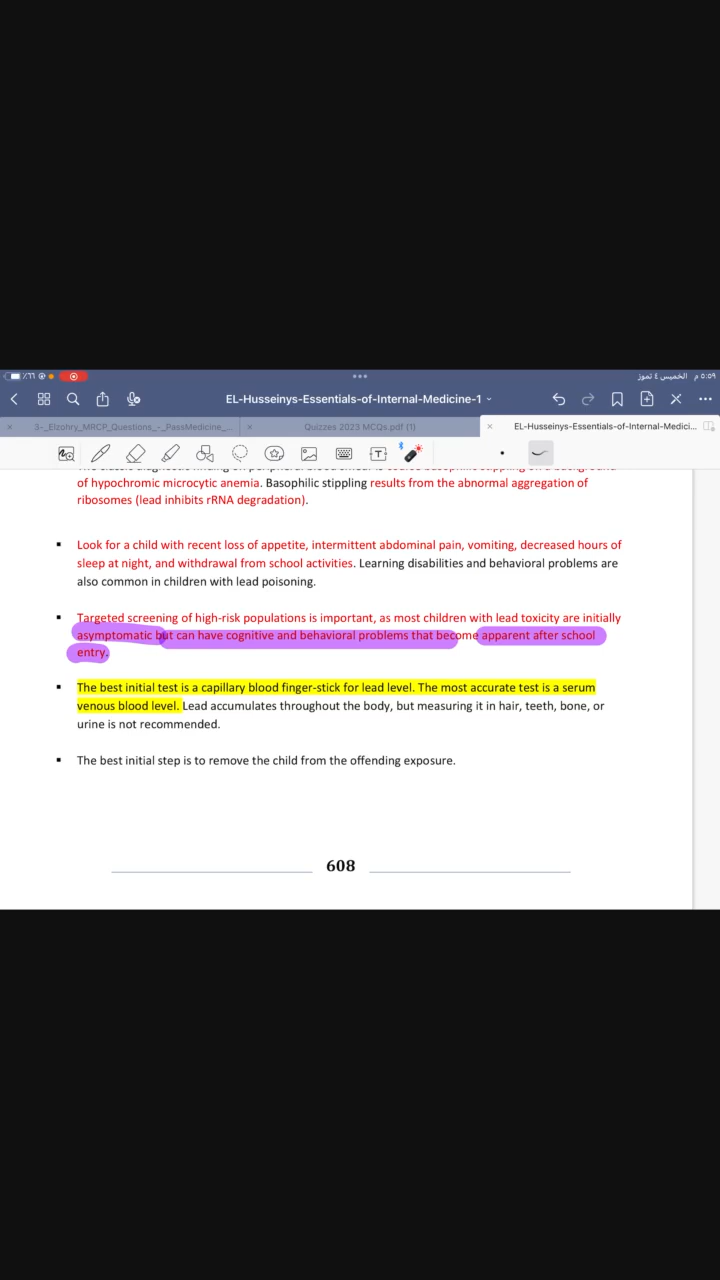 ٪٦٦
٥:٥٩ م الخميس ٤ تموز
EL-Husseinys-Essentials-of-Internal-Medicine-1
3-_Elzohry_MRCP_Questions_-_PassMedicine_...
Quizzes 2023 MCQs.pdf (1)
EL-Husseinys-Essentials-of-Internal-Medici...
of hypochromic microcytic anemia. Basophilic stippling results from the abnormal aggregation of
ribosomes (lead inhibits rRNA degradation).
▪ Look for a child with recent loss of appetite, intermittent abdominal pain, vomiting, decreased hours of
sleep at night, and withdrawal from school activities. Learning disabilities and behavioral problems are
also common in children with lead poisoning.
▪ Targeted screening of high-risk populations is important, as most children with lead toxicity are initially
asymptomatic but can have cognitive and behavioral problems that become apparent after school
entry.
▪ The best initial test is a capillary blood finger-stick for lead level. The most accurate test is a serum
venous blood level. Lead accumulates throughout the body, but measuring it in hair, teeth, bone, or
urine is not recommended.
▪ The best initial step is to remove the child from the offending exposure.
608